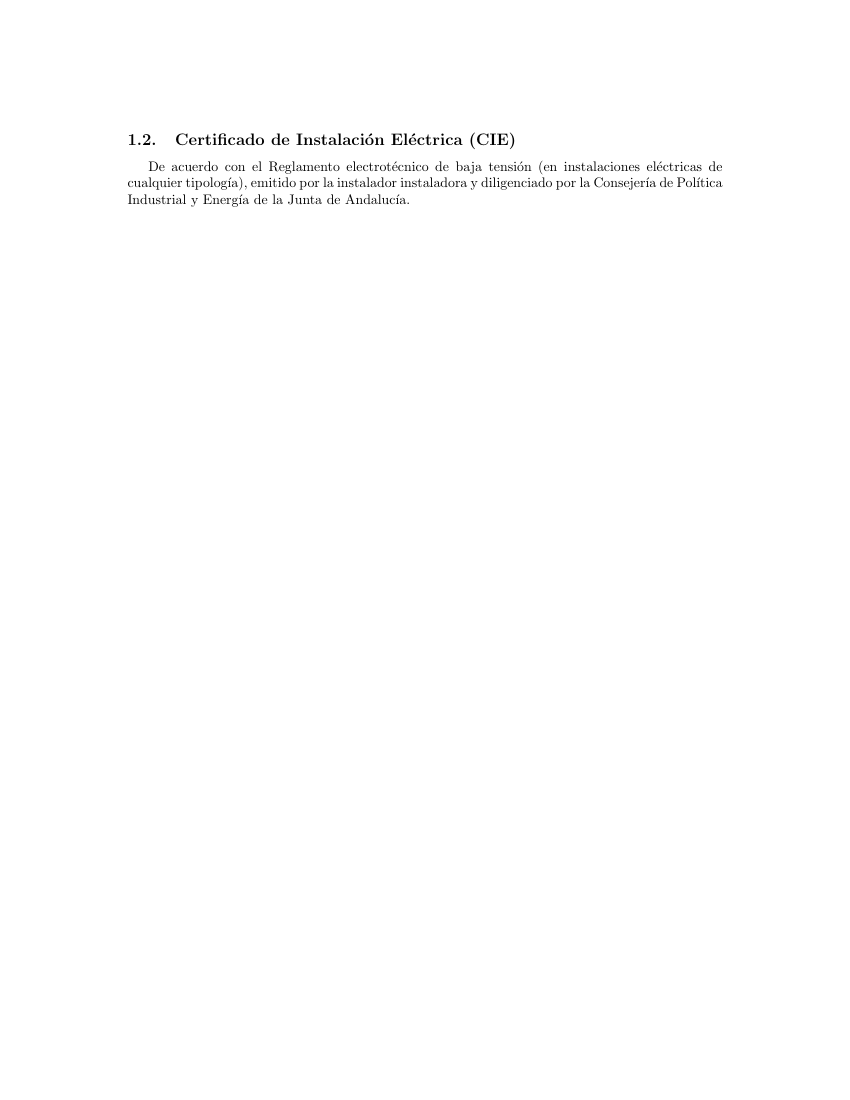 1.2. Certificado de Instalación Eléctrica (CIE)
De acuerdo con el Reglamento electrotécnico de baja tensión (en instalaciones eléctricas de
cualquier tipología), emitido por la instalador instaladora y diligenciado por la Consejería de Política
Industrial y Energía de la Junta de Andalucía.